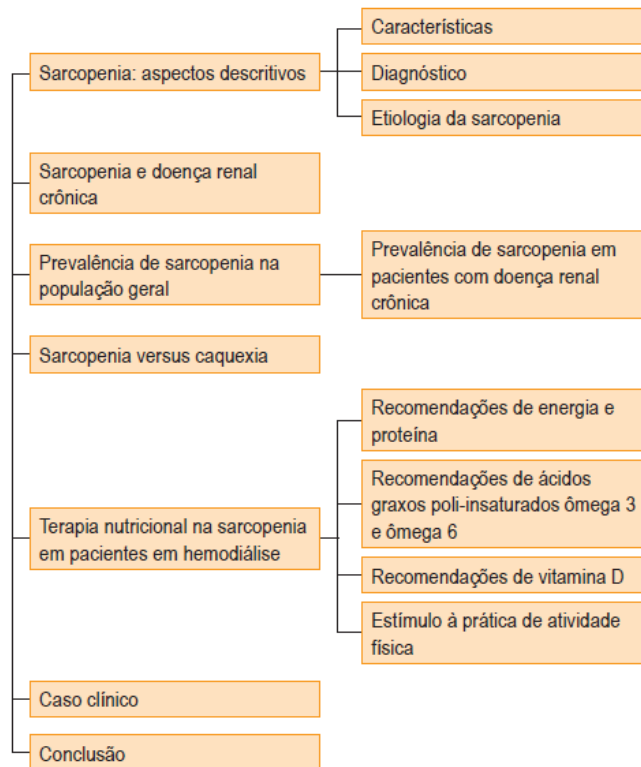 Sarcopenia: aspectos descritivos
Características
Diagnóstico
Etiologia da sarcopenia
Sarcopenia e doença renal
crônica
Prevalência de sarcopenia na
população geral
Prevalência de sarcopenia em
pacientes com doença renal
crônica
Sarcopenia versus caquexia
Terapia nutricional na sarcopenia
em pacientes em hemodiálise
Recomendações de energia e
proteína
Recomendações de ácidos
graxos poli-insaturados ômega 3
e ômega 6
Recomendações de vitamina D
Estímulo à prática de atividade
física
Caso clínico
Conclusão